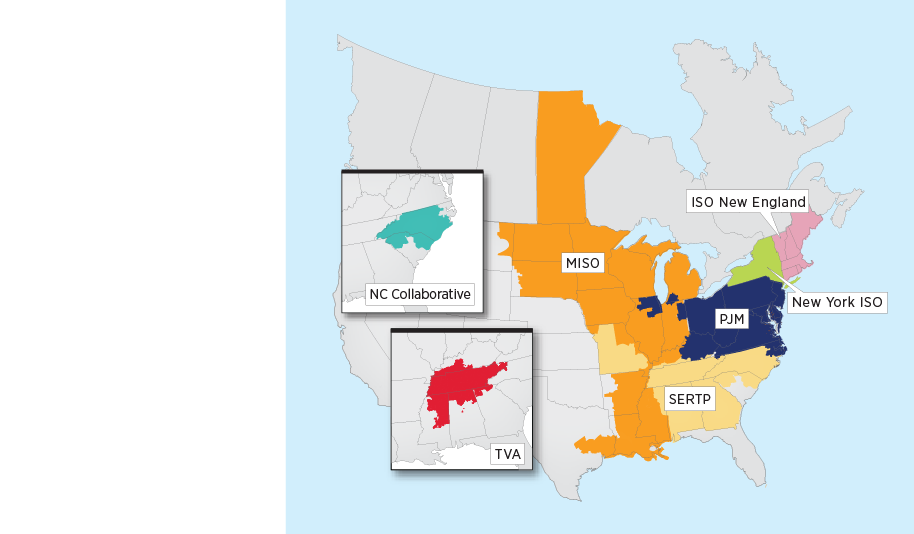 ISO New England
MISO
NC Collaborative
New York ISO
PJM
SERTP
TVA